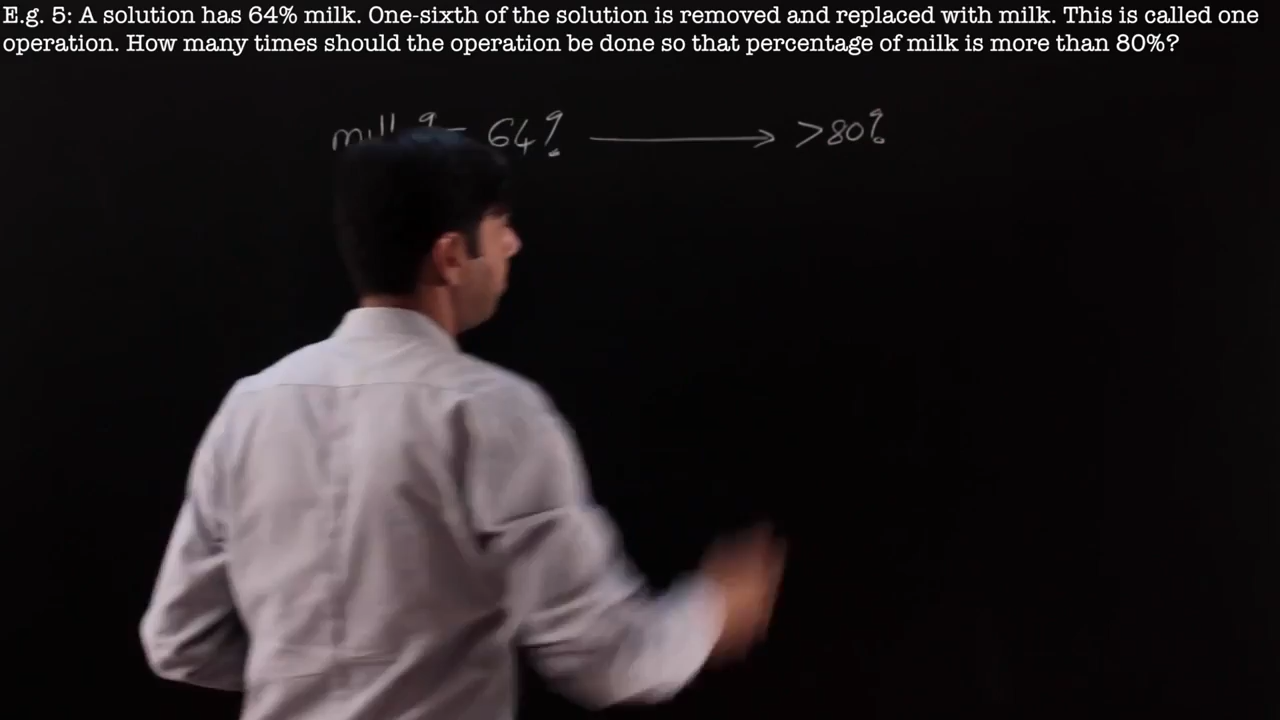 E.g. 5: A solution has 64% milk. One-sixth of the solution is removed and replaced with milk. This is called one
operation. How many times should the operation be done so that percentage of milk is more than 80%?
64% ⟶ >80%